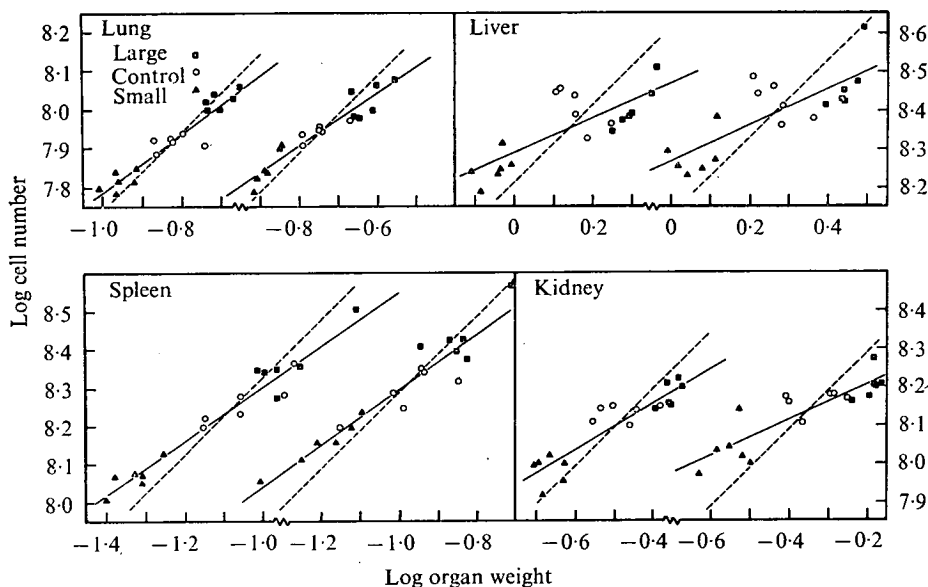 Lung
Large
Control
Small
Liver
8·2
8·1
8·0
7·9
7·8
8·6
8·5
8·4
8·3
8·2
−1·0 −0·8 −0·8 −0·6
0 0·2 0 0·4
Log cell number
Spleen
Kidney
8·5
8·4
8·3
8·2
8·1
8·0
8·4
8·3
8·2
8·1
8·0
7·9
−1·4 −1·2 −1·0 −1·2 −1·0 −0·8
−0·6 −0·4 −0·6 −0·4 −0·2
Log organ weight